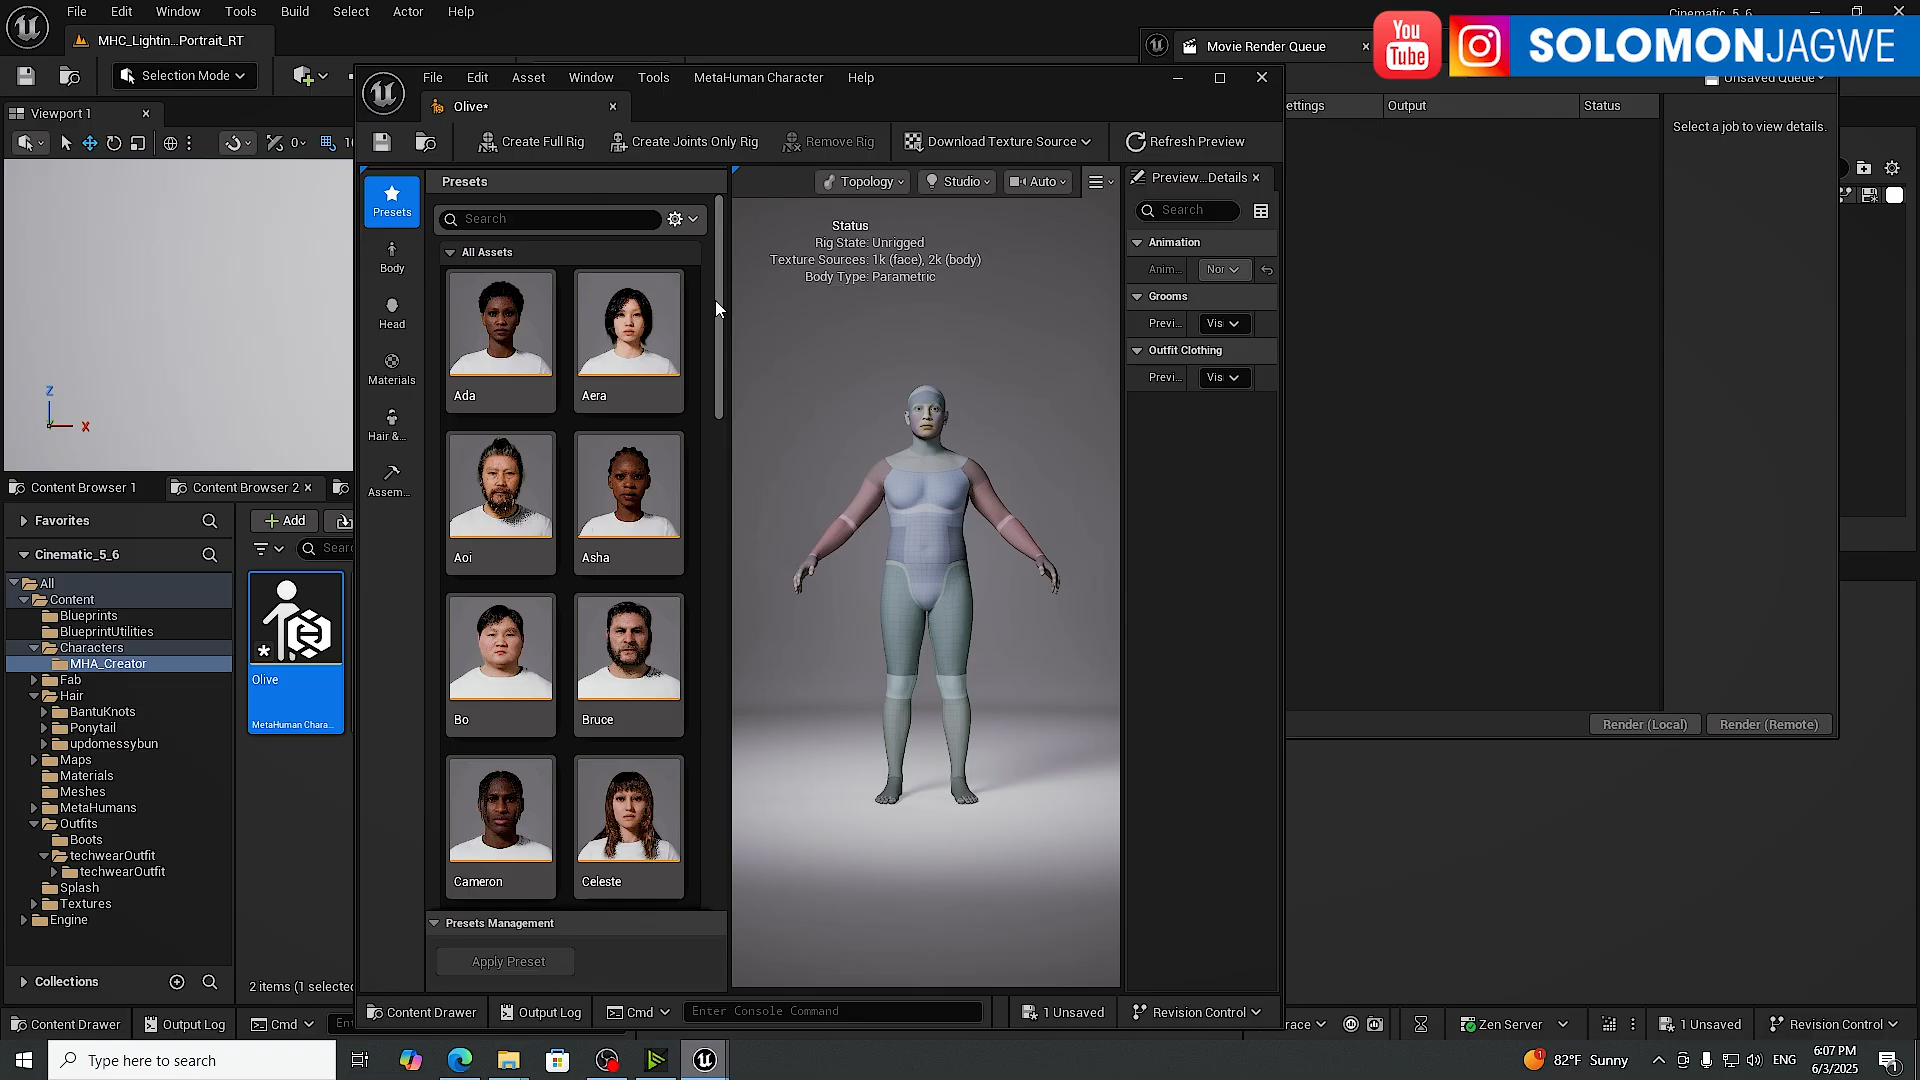 File Edit Window Tools Build Select Actor Help
Cinematic_5_6
MHC_Lightin...Portrait_RT
Movie Render Queue
You
Tube
SOLOMONJAGWE
Selection Mode
File Edit Asset Window Tools MetaHuman Character Help
Unsaved Queue
Olive*
ettings Output Status
Viewport 1
Select a job to view details.
Create Full Rig Create Joints Only Rig Remove Rig Download Texture Source Refresh Preview
Presets
Presets
Search
All Assets
Body
Head
Materials
Hair &...
Assem...
Ada Aera
Aoi Asha
Bo Bruce
Cameron Celeste
Presets Management
Apply Preset
Topology Studio Auto
Status
Rig State: Unrigged
Texture Sources: 1k (face), 2k (body)
Body Type: Parametric
Preview...Details
Search
Animation
Anim...
Grooms
Previ... Vis
Outfit Clothing
Previ... Vis
Z
X
Content Browser 1 Content Browser 2
Favorites
Add
Cinematic_5_6
All
Content
Blueprints
BlueprintUtilities
Characters
MHA_Creator
Fab
Hair
BantuKnots
Ponytail
updomessybun
Maps
Materials
Meshes
MetaHumans
Outfits
Boots
techwearOutfit
techwearOutfit
Splash
Textures
Engine
Collections
Olive
MetaHuman Chara...
2 items (1 selected
Render (Local) Render (Remote)
Content Drawer Output Log Cmd Enter Console Command 1 Unsaved Revision Control
Content Drawer Output Log Cmd Zen Server 1 Unsaved Revision Control
Type here to search
82°F Sunny
ENG
6:07 PM
6/3/2025